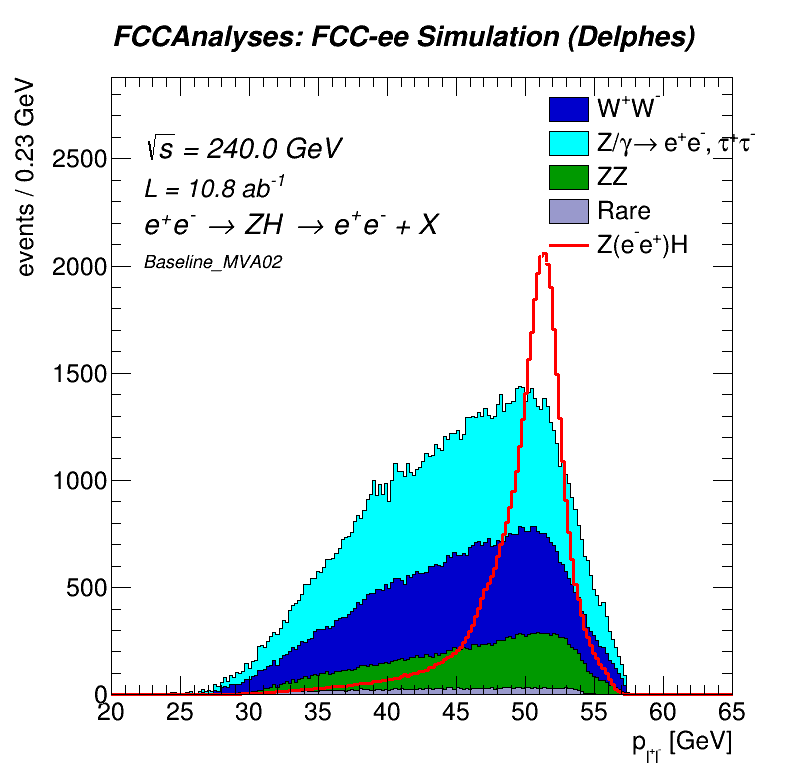 FCCAnalyses: FCC-ee Simulation (Delphes)
events / 0.23 GeV
√s = 240.0 GeV
L = 10.8 ab⁻¹
e⁺e⁻ → ZH → e⁺e⁻ + X
Baseline_MVA02
W⁺W⁻
Z/γ→ e⁺e⁻, τ⁺τ⁻
ZZ
Rare
Z(e⁻e⁺)H
2500
2000
1500
1000
500
0
20 25 30 35 40 45 50 55 60 65
p_l⁺l⁻ [GeV]